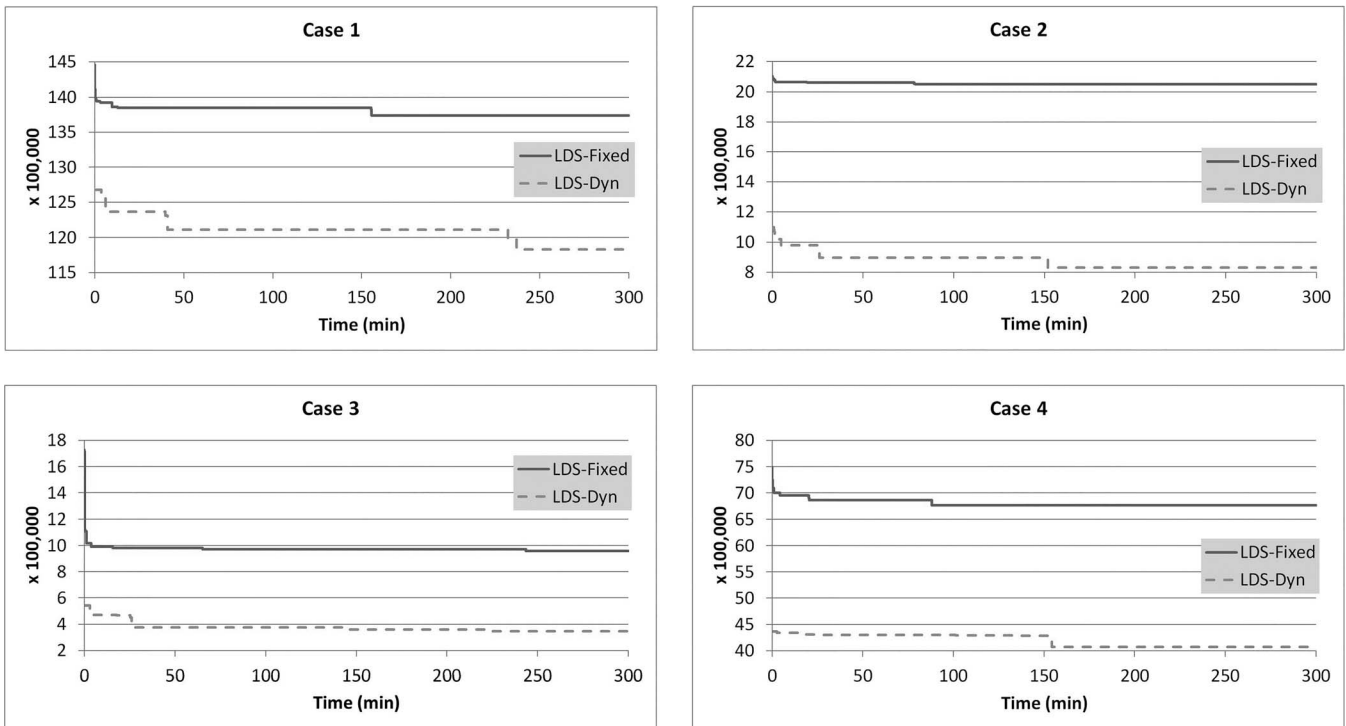 Case 1
145
140
135
130
125
120
115
x 100,000
LDS-Fixed
LDS-Dyn
0 50 100 150 200 250 300
Time (min)
Case 2
22
20
18
16
14
12
10
8
x 100,000
LDS-Fixed
LDS-Dyn
0 50 100 150 200 250 300
Time (min)
Case 3
18
16
14
12
10
8
6
4
2
x 100,000
LDS-Fixed
LDS-Dyn
0 50 100 150 200 250 300
Time (min)
Case 4
80
75
70
65
60
55
50
45
40
x 100,000
LDS-Fixed
LDS-Dyn
0 50 100 150 200 250 300
Time (min)